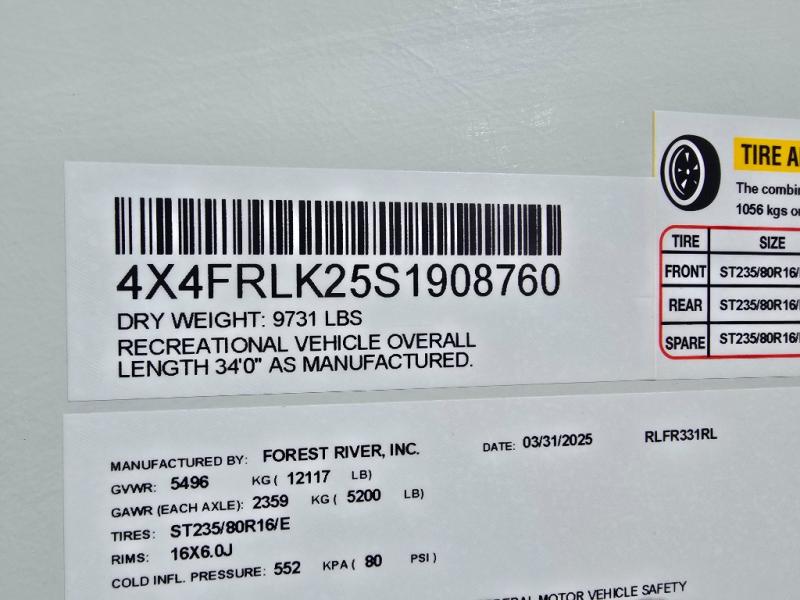 4X4FRLK25S1908760
DRY WEIGHT: 9731 LBS
RECREATIONAL VEHICLE OVERALL
LENGTH 34'0" AS MANUFACTURED.
TIRE
The
1056 kgs
TIRE SIZE
FRONT ST235/80R16/
REAR ST235/80R16/
SPARE ST235/80R16/
MANUFACTURED BY: FOREST RIVER, INC. DATE: 03/31/2025 RLFR331RL
GVWR: 5496 KG ( 12117 LB)
GAWR (EACH AXLE): 2359 KG ( 5200 LB)
TIRES: ST235/80R16/E
RIMS: 16X6.0J
COLD INFL. PRESSURE: 552 KPA ( 80 PSI )
MOTOR VEHICLE SAFETY